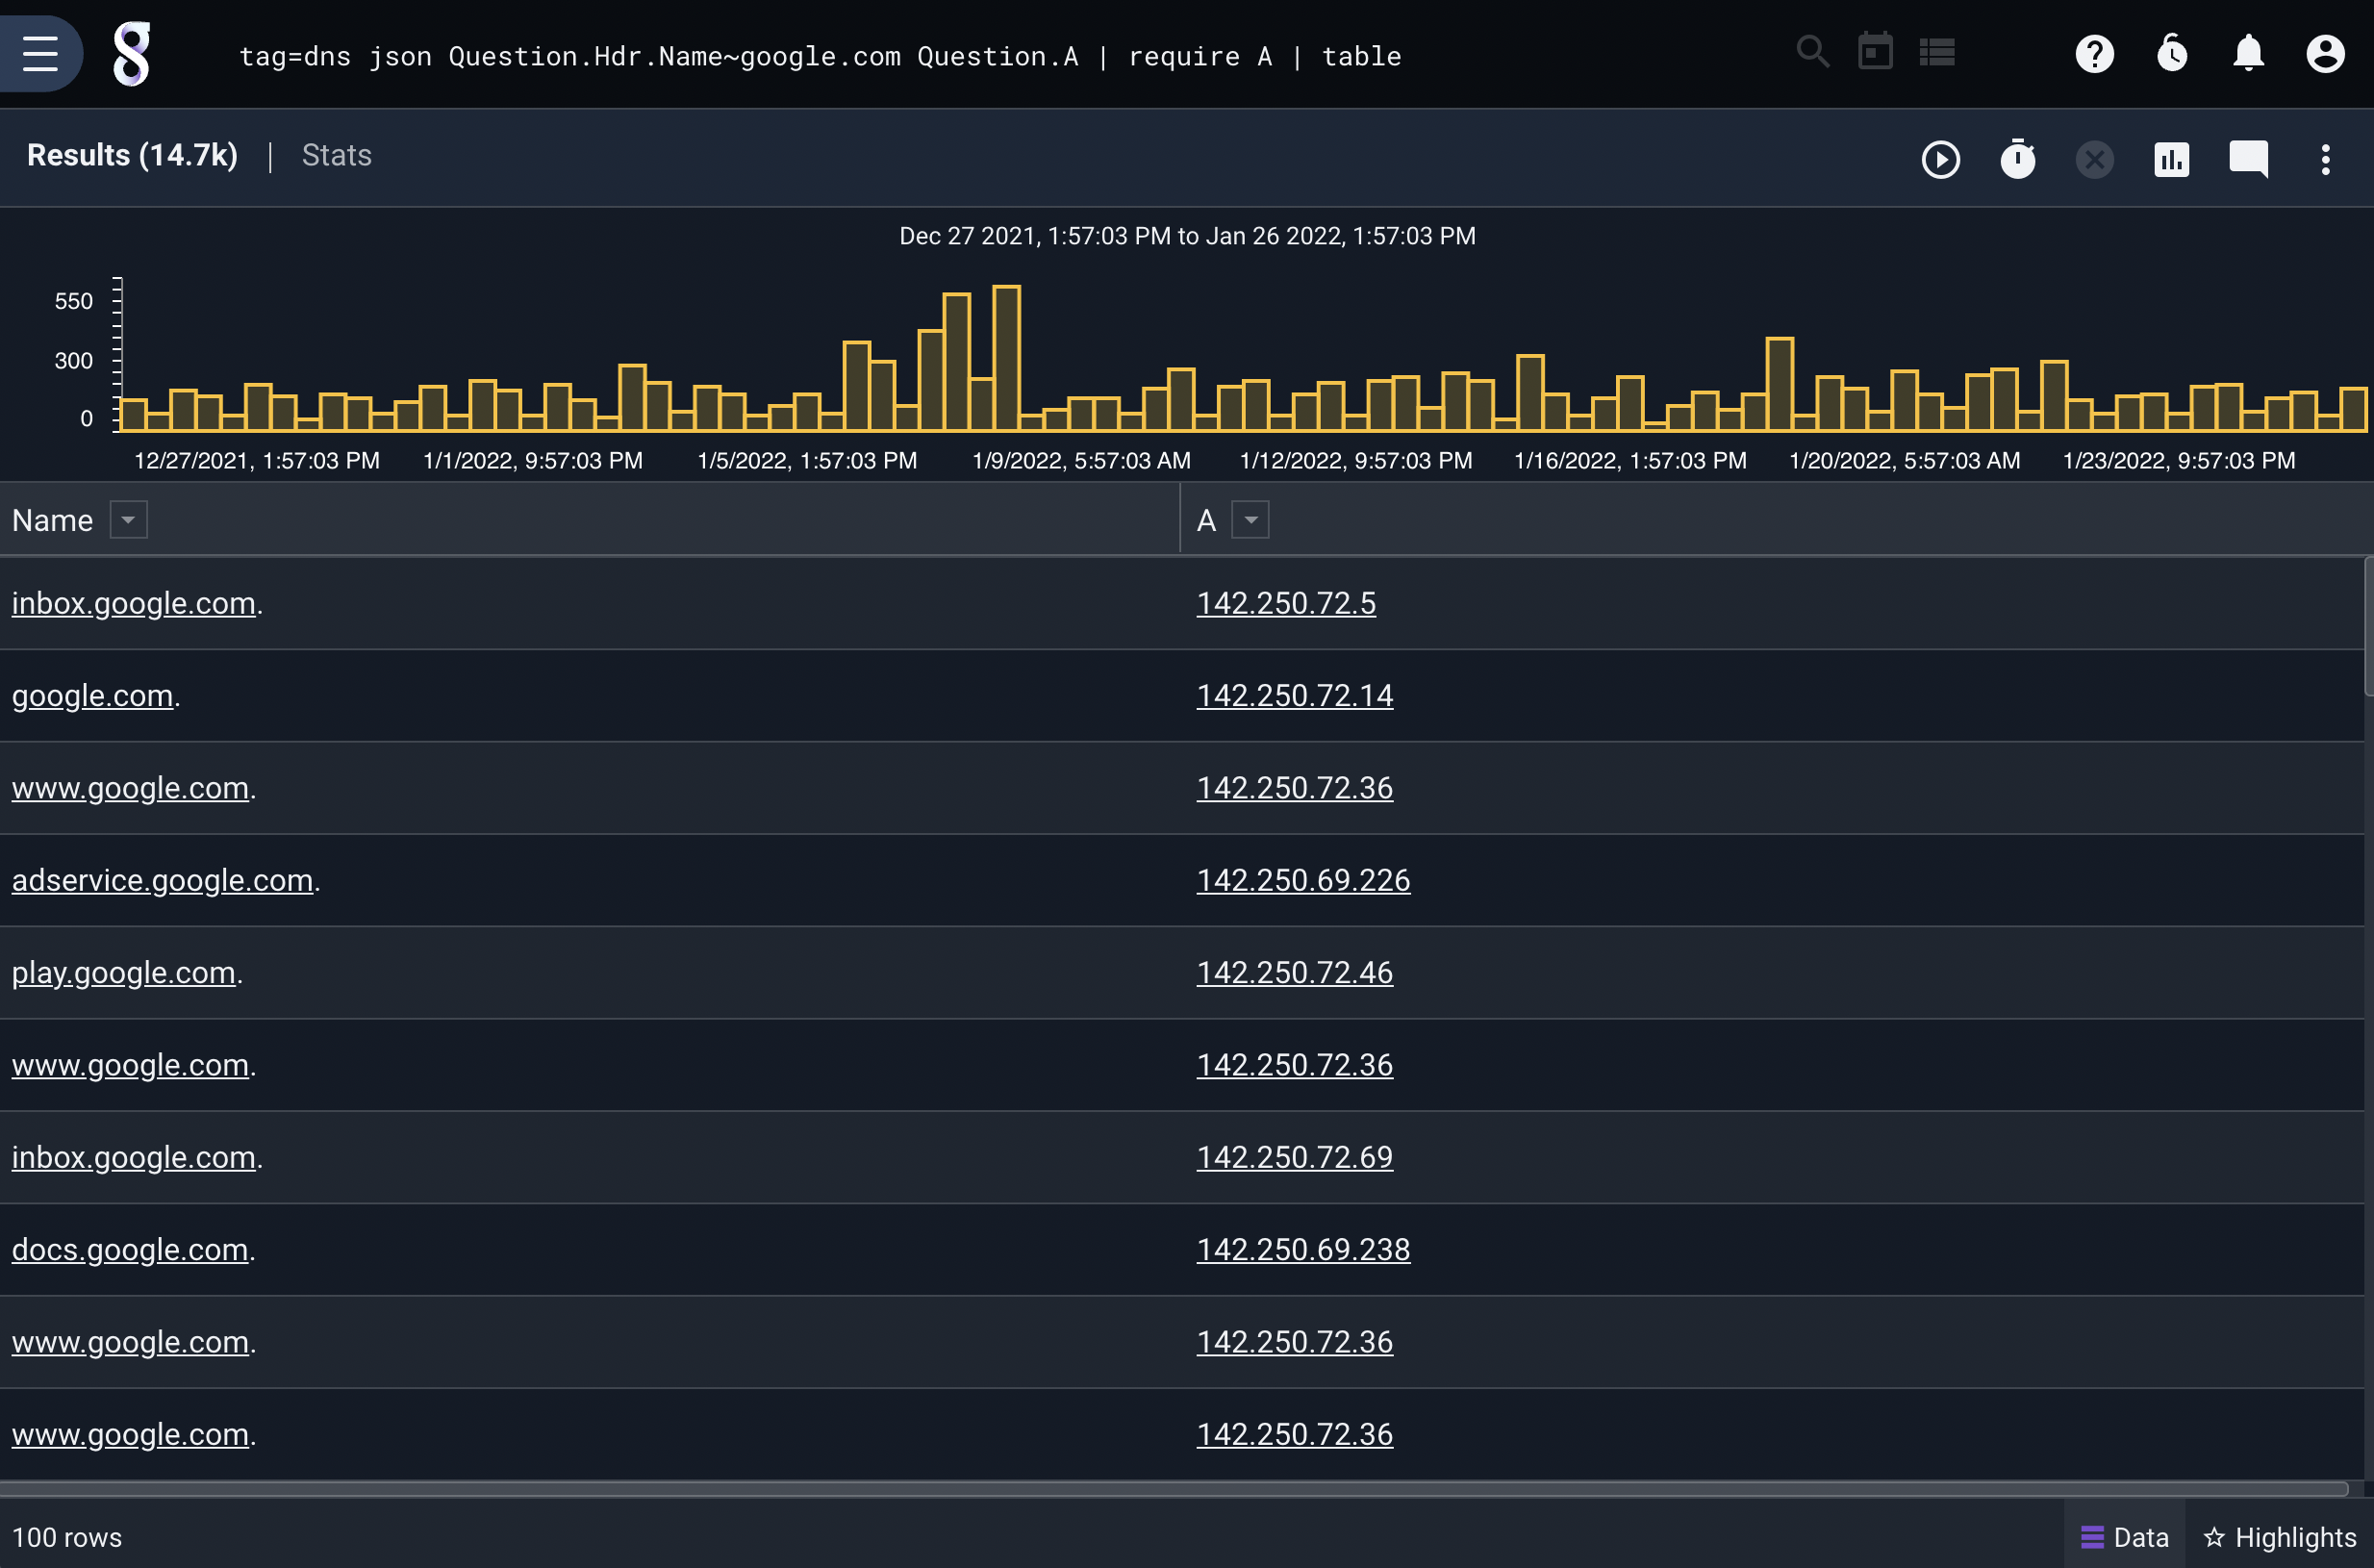 tag=dns json Question.Hdr.Name~google.com Question.A | require A | table
Results (14.7k) | Stats
Dec 27 2021, 1:57:03 PM to Jan 26 2022, 1:57:03 PM
550
300
0
12/27/2021, 1:57:03 PM 1/1/2022, 9:57:03 PM 1/5/2022, 1:57:03 PM 1/9/2022, 5:57:03 AM 1/12/2022, 9:57:03 PM 1/16/2022, 1:57:03 PM 1/20/2022, 5:57:03 AM 1/23/2022, 9:57:03 PM
Name A
inbox.google.com. 142.250.72.5
google.com. 142.250.72.14
www.google.com. 142.250.72.36
adservice.google.com. 142.250.69.226
play.google.com. 142.250.72.46
www.google.com. 142.250.72.36
inbox.google.com. 142.250.72.69
docs.google.com. 142.250.69.238
www.google.com. 142.250.72.36
www.google.com. 142.250.72.36
100 rows Data Highlights